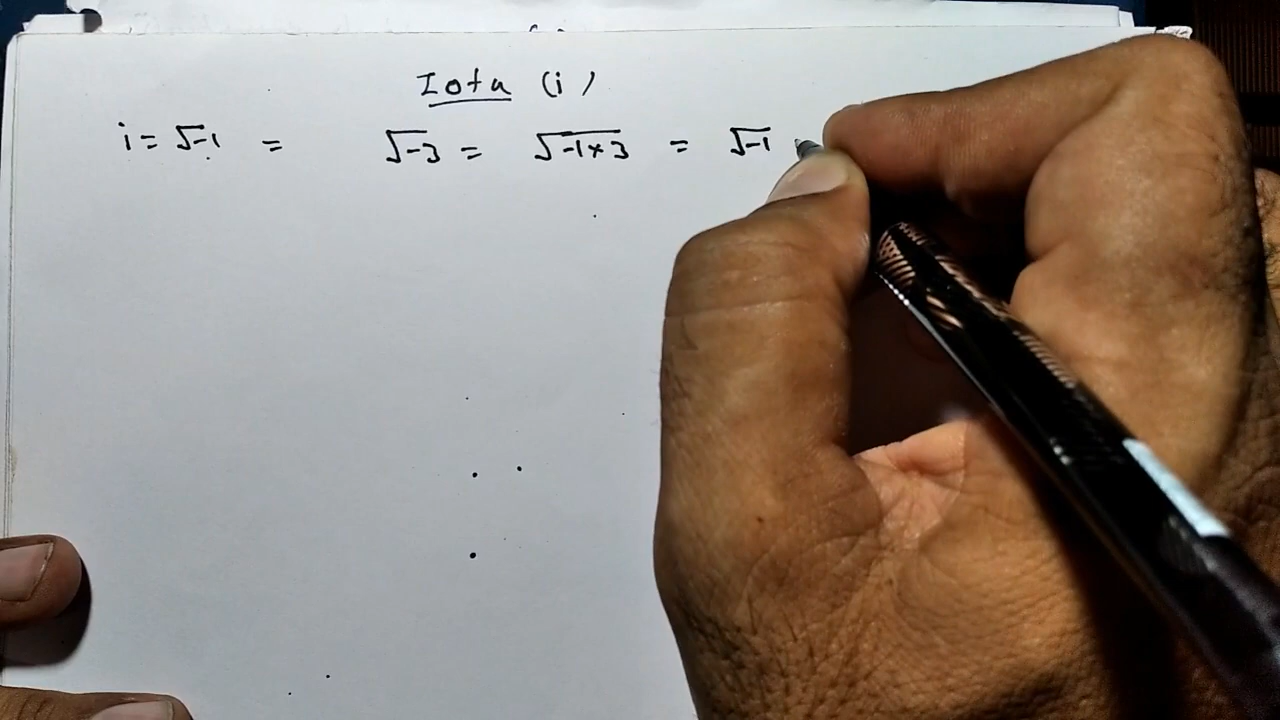 Iota (i)
i = √-1 = √-3 = √-1×3 = √-1